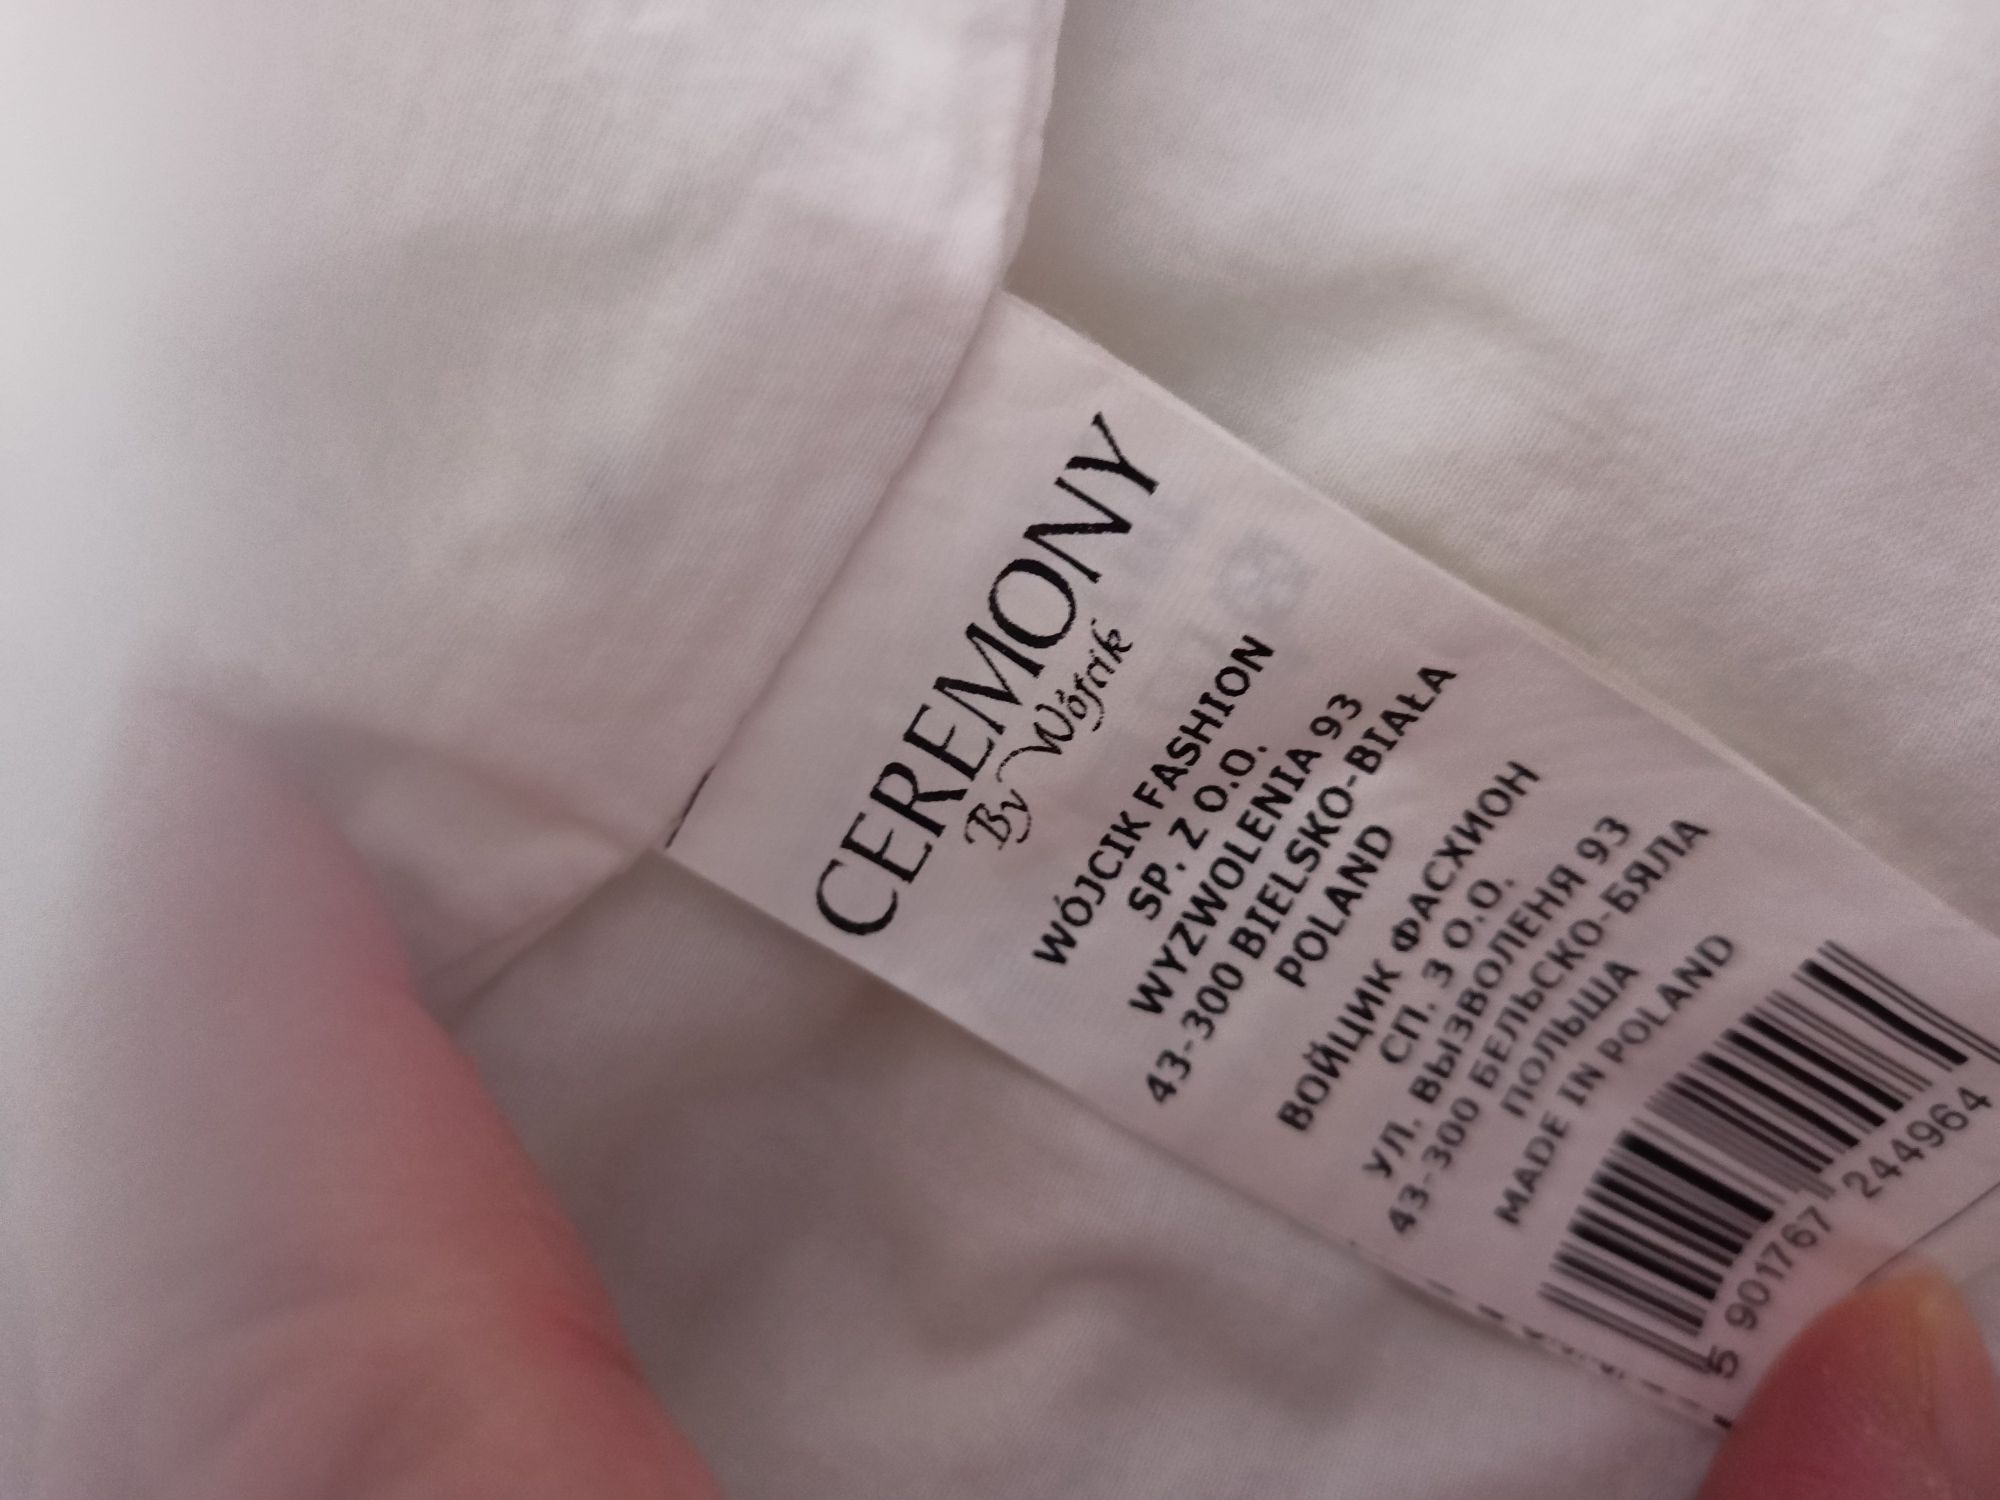 CEREMONY
By Wójcik
WÓJCIK FASHION
SP. Z O.O.
WYZWOLENIA 93
43-300 BIELSKO-BIAŁA
POLAND
ВОЙЦИК ФАСХИОН
СП. З О.О.
УЛ. ВЫЗВОЛЕНЯ 93
43-300 БЕЛЬСКО-БЯЛА
ПОЛЬША
MADE IN POLAND
5 901767 244964